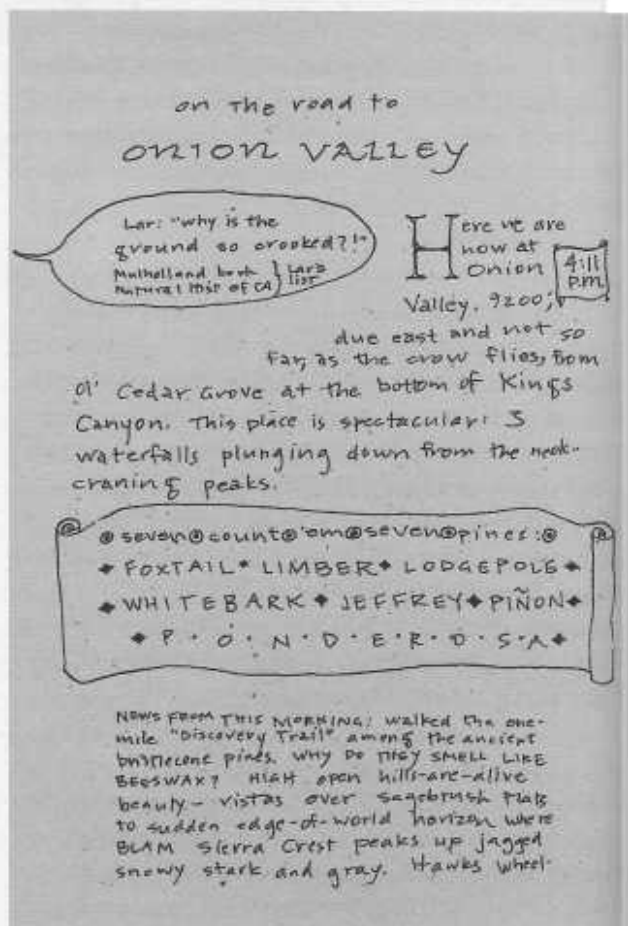 on the road to
ONION VALLEY
Lar: "why is the
ground so crooked?!"
Mulholland book
Natural Hist of CA
Lar's
list
Here we are
now at
Onion
4:11
P.M.
Valley. 9200;
due east and not so
far, as the crow flies, from
ol' Cedar Grove at the bottom of Kings
Canyon. This place is spectacular: 3
waterfalls plunging down from the neck-
craning peaks.
seven count 'em seven pines:
FOXTAIL LIMBER LODGEPOLE
WHITEBARK JEFFREY PIÑON
P.O.N.D.E.R.O.S.A
NEWS FROM THIS MORNING: walked the one-
mile "Discovery Trail" among the ancient
bristlecone pines. WHY DO THEY SMELL LIKE
BEESWAX? HIGH open hills-are-alive
beauty - vistas over sagebrush flats
to sudden edge-of-world horizon where
BLAM Sierra Crest peaks up jagged
snowy stark and gray. Hawks wheel-